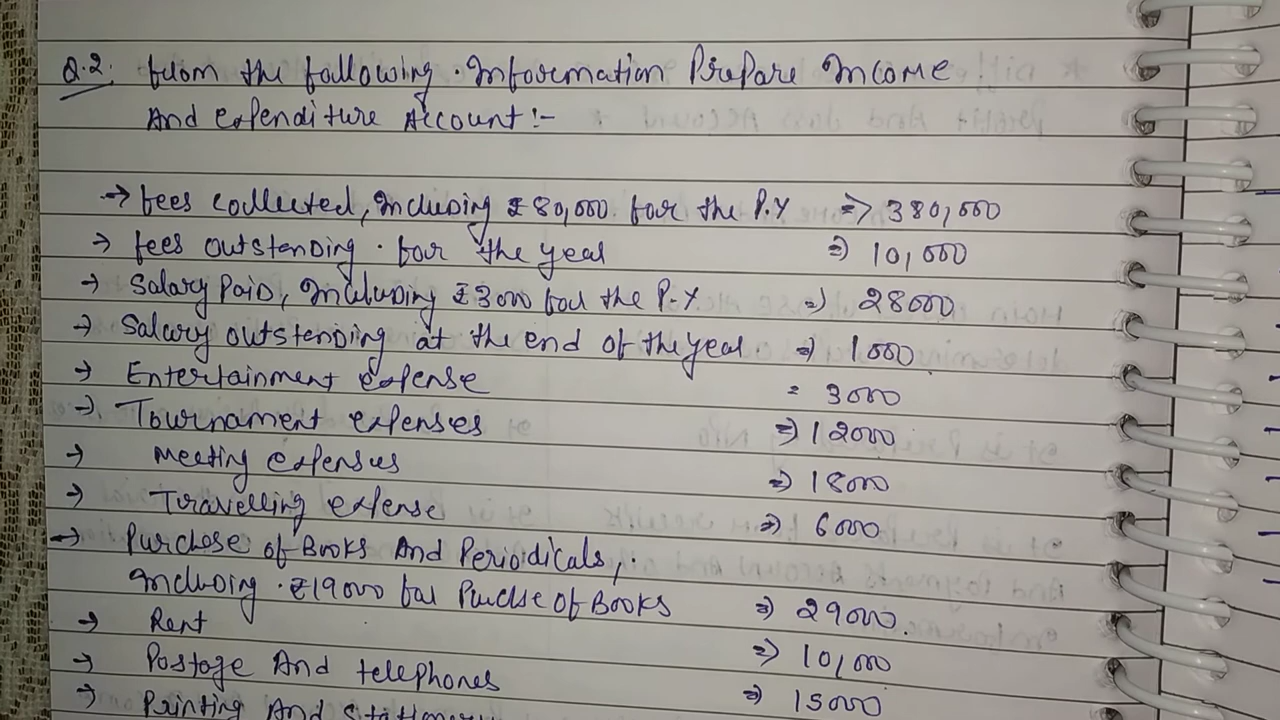 Q.2. from the following. Information Prepare Income
And Expenditure Account:-
→ fees collected, Including ₹80,000. for the P.Y => 380,000
→ fees outstanding. for the year => 10,000
→ Salary Paid, Including ₹3000 for the P.Y => 28000
→ Salary outstanding at the end of the year => 1000.
→ Entertainment expense = 3000
→ Tournament expenses => 12000
→ meeting expenses => 18000
→ Travelling expense => 6000
→ Purchase of Books And Periodicals,.
Including. ₹19000 for Purchse of Books => 29000.
→ Rent => 10,000
→ Postage And telephones => 15000
→ Printing And Stationery